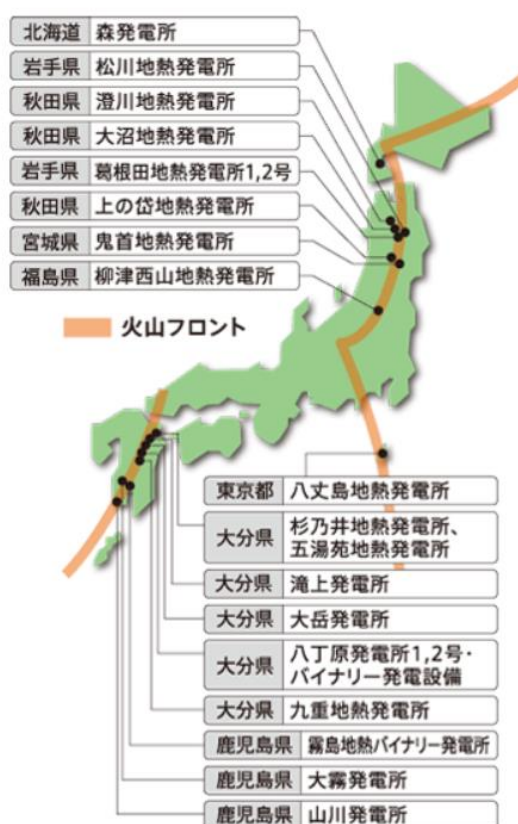 北海道 森発電所
岩手県 松川地熱発電所
秋田県 澄川地熱発電所
秋田県 大沼地熱発電所
岩手県 葛根田地熱発電所1,2号
秋田県 上の岱地熱発電所
宮城県 鬼首地熱発電所
福島県 柳津西山地熱発電所
火山フロント
東京都 八丈島地熱発電所
大分県 杉乃井地熱発電所、
五湯苑地熱発電所
大分県 滝上発電所
大分県 大岳発電所
大分県 八丁原発電所1,2号・
バイナリー発電設備
大分県 九重地熱発電所
鹿児島県 霧島地熱バイナリー発電所
鹿児島県 大霧発電所
鹿児島県 山川発電所